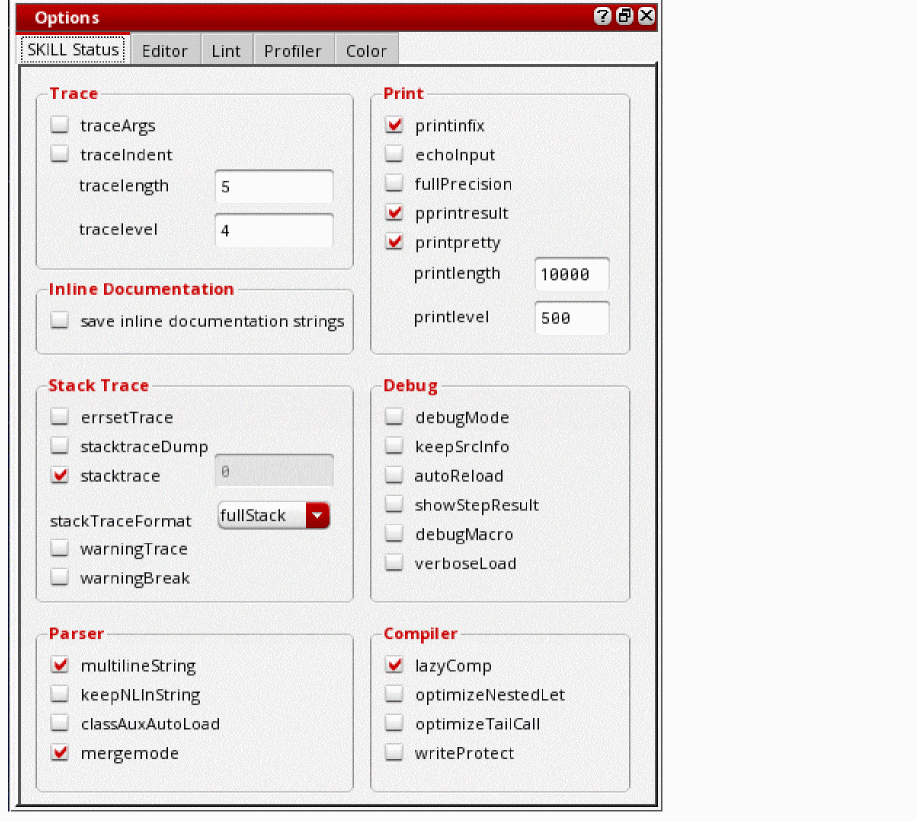 Options
SKILL Status Editor Lint Profiler Color
Trace
traceArgs
traceIndent
tracelength 5
tracelevel 4
Inline Documentation
save inline documentation strings
Print
printinfix
echoInput
fullPrecision
pprintresult
printpretty
printlength 10000
printlevel 500
Stack Trace
errsetTrace
stacktraceDump
stacktrace 0
stackTraceFormat fullStack
warningTrace
warningBreak
Debug
debugMode
keepSrcInfo
autoReload
showStepResult
debugMacro
verboseLoad
Parser
multilineString
keepNLInString
classAuxAutoLoad
mergemode
Compiler
lazyComp
optimizeNestedLet
optimizeTailCall
writeProtect